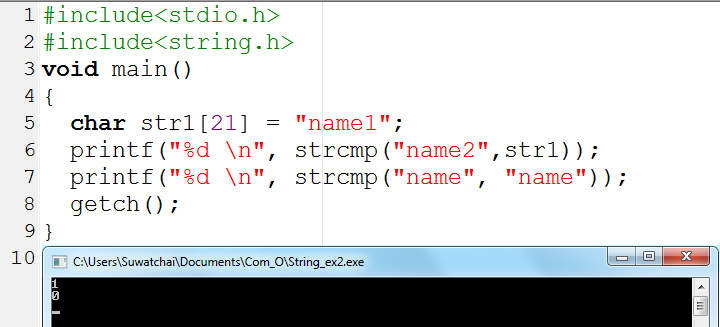 1 #include<stdio.h>
2 #include<string.h>
3 void main()
4 {
5 char str1[21] = "name1";
6 printf("%d \n", strcmp("name2",str1));
7 printf("%d \n", strcmp("name", "name"));
8 getch();
9 }
10
C:\Users\Suwatchai\Documents\Com_O\String_ex2.exe
1
0